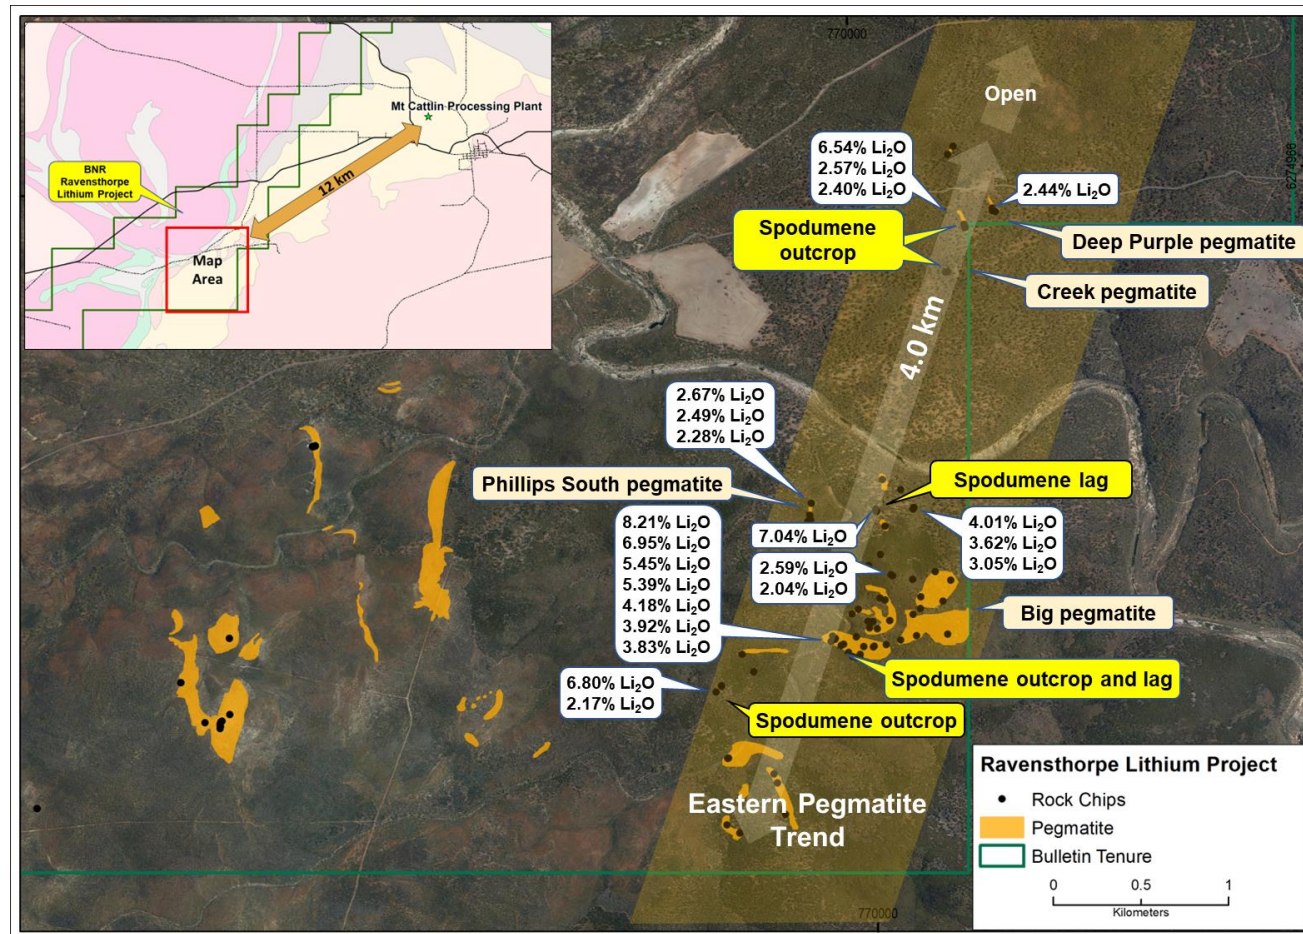 Mt Cattlin Processing Plant
BNR
Ravensthorpe
Lithium Project
12 km
Map
Area
770000
6274968
Open
6.54% Li₂O
2.57% Li₂O
2.40% Li₂O
2.44% Li₂O
Spodumene
outcrop
Deep Purple pegmatite
Creek pegmatite
4.0 km
2.67% Li₂O
2.49% Li₂O
2.28% Li₂O
Phillips South pegmatite
Spodumene lag
8.21% Li₂O
6.95% Li₂O
5.45% Li₂O
5.39% Li₂O
4.18% Li₂O
3.92% Li₂O
3.83% Li₂O
7.04% Li₂O
4.01% Li₂O
3.62% Li₂O
3.05% Li₂O
2.59% Li₂O
2.04% Li₂O
Big pegmatite
Spodumene outcrop and lag
6.80% Li₂O
2.17% Li₂O
Spodumene outcrop
Eastern Pegmatite
Trend
770000
Ravensthorpe Lithium Project
Rock Chips
Pegmatite
Bulletin Tenure
0 0.5 1
Kilometers